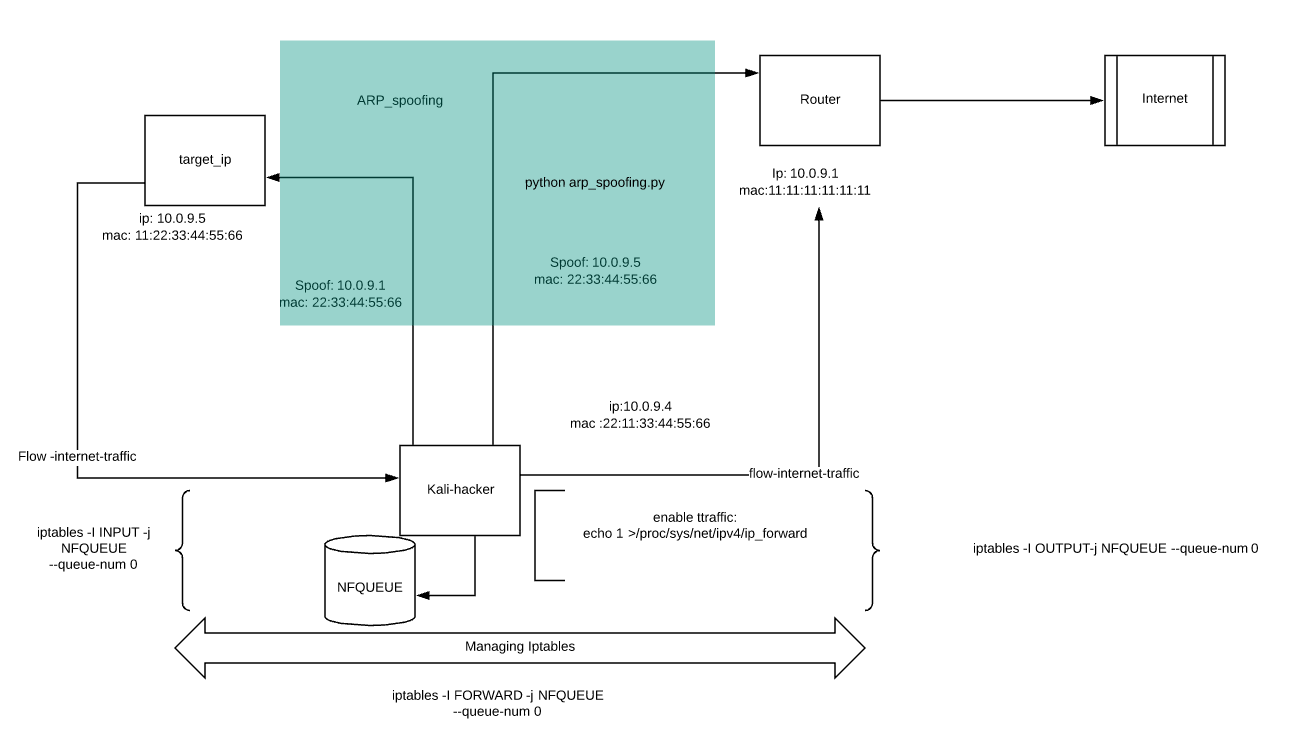 ARP_spoofing
Router
Internet
target_ip
python arp_spoofing.py
Ip: 10.0.9.1
mac:11:11:11:11:11:11
ip: 10.0.9.5
mac: 11:22:33:44:55:66
Spoof: 10.0.9.5
mac: 22:33:44:55:66
Spoof: 10.0.9.1
mac: 22:33:44:55:66
ip:10.0.9.4
mac :22:11:33:44:55:66
Flow -internet-traffic
Kali-hacker
flow-internet-traffic
enable ttraffic:
echo 1 >/proc/sys/net/ipv4/ip_forward
iptables -I INPUT -j
NFQUEUE
--queue-num 0
iptables -I OUTPUT-j NFQUEUE --queue-num 0
NFQUEUE
Managing Iptables
iptables -I FORWARD -j NFQUEUE
--queue-num 0